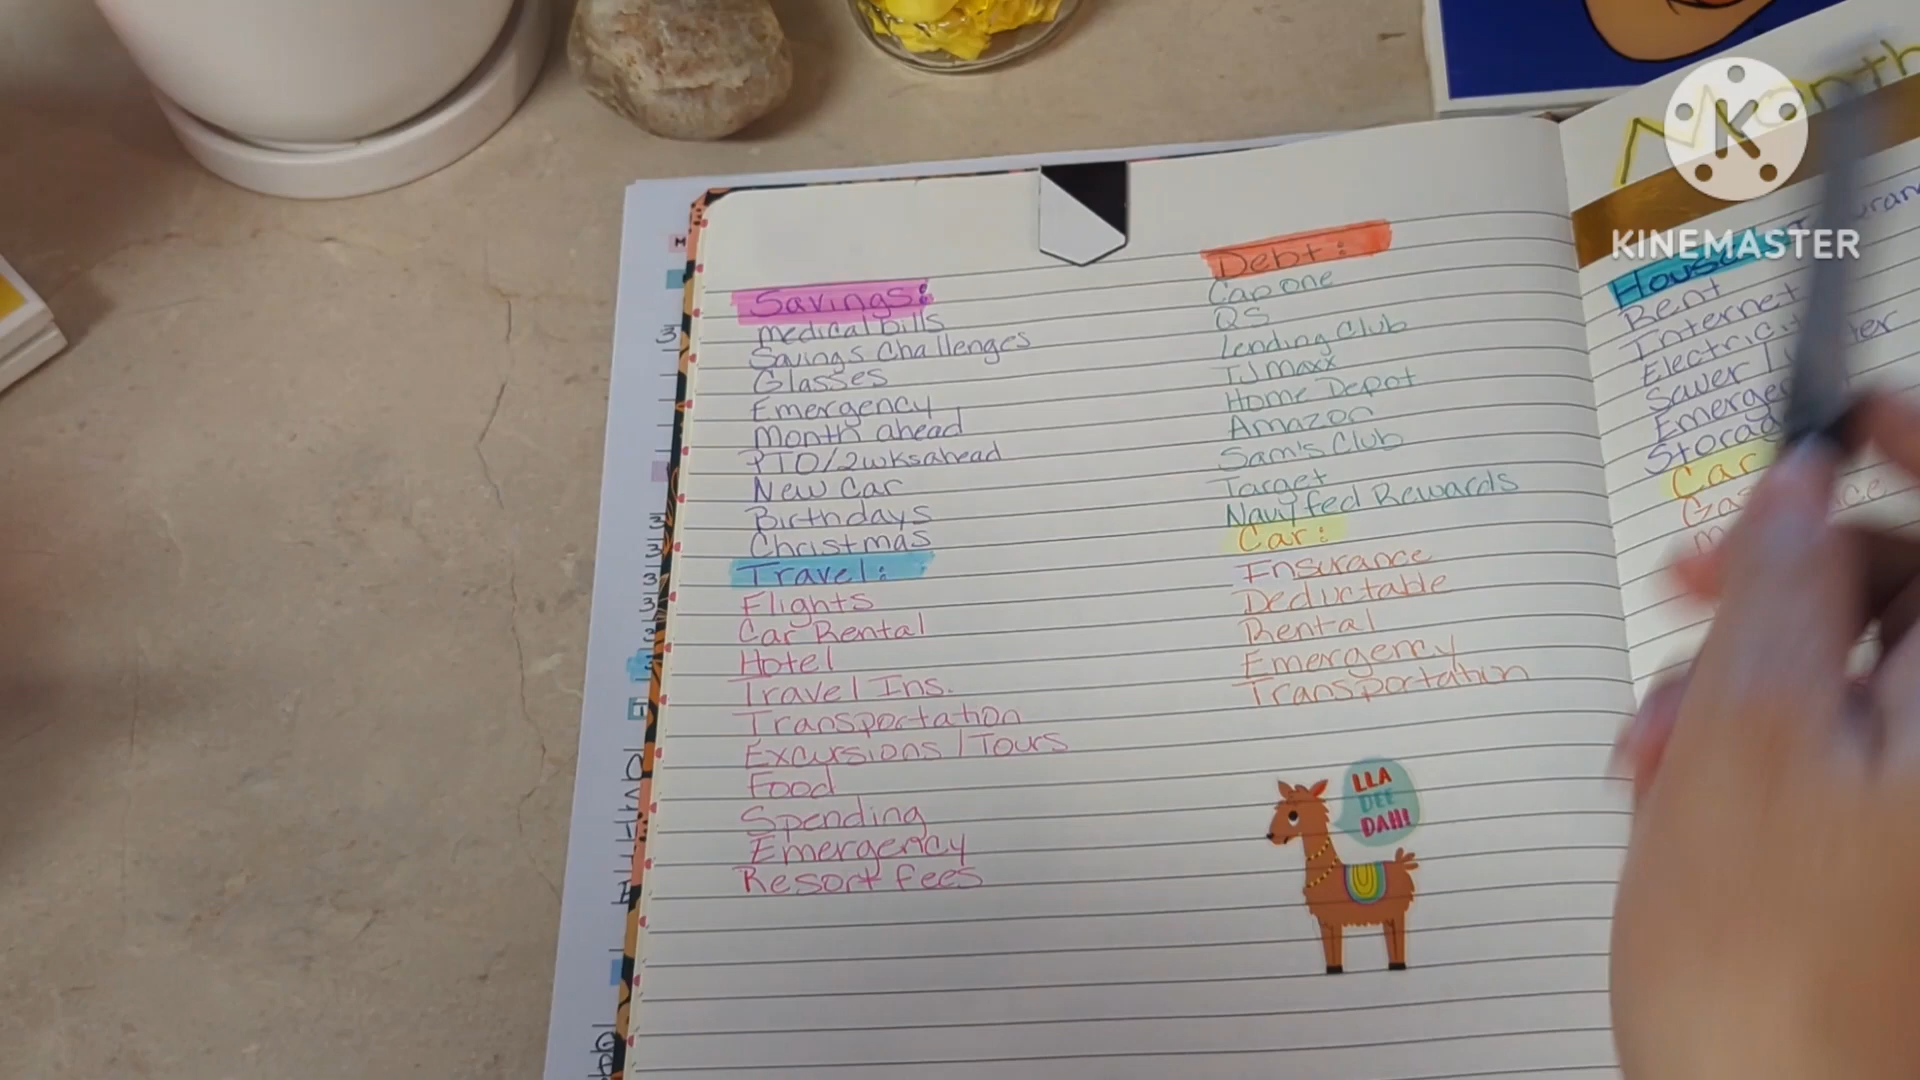 Savings:
medical bills
Savings Challenges
Glasses
Emergency
Month ahead
PTO/2wksahead
New Car
Birthdays
Christmas
Travel:
Flights
Car Rental
Hotel
Travel Ins.
Transportation
Excursions / Tours
Food
Spending
Emergency
Resort fees
Debt:
Cap one
QS
Lending Club
TJ Maxx
Home Depot
Amazon
Sam's Club
Target
Navy fed Rewards
Car:
Insurance
Deductable
Rental
Emergency
Transportation
LLA
DEE
DAH!
K
KINEMASTER
Rent
Internet
Sewer /
Car